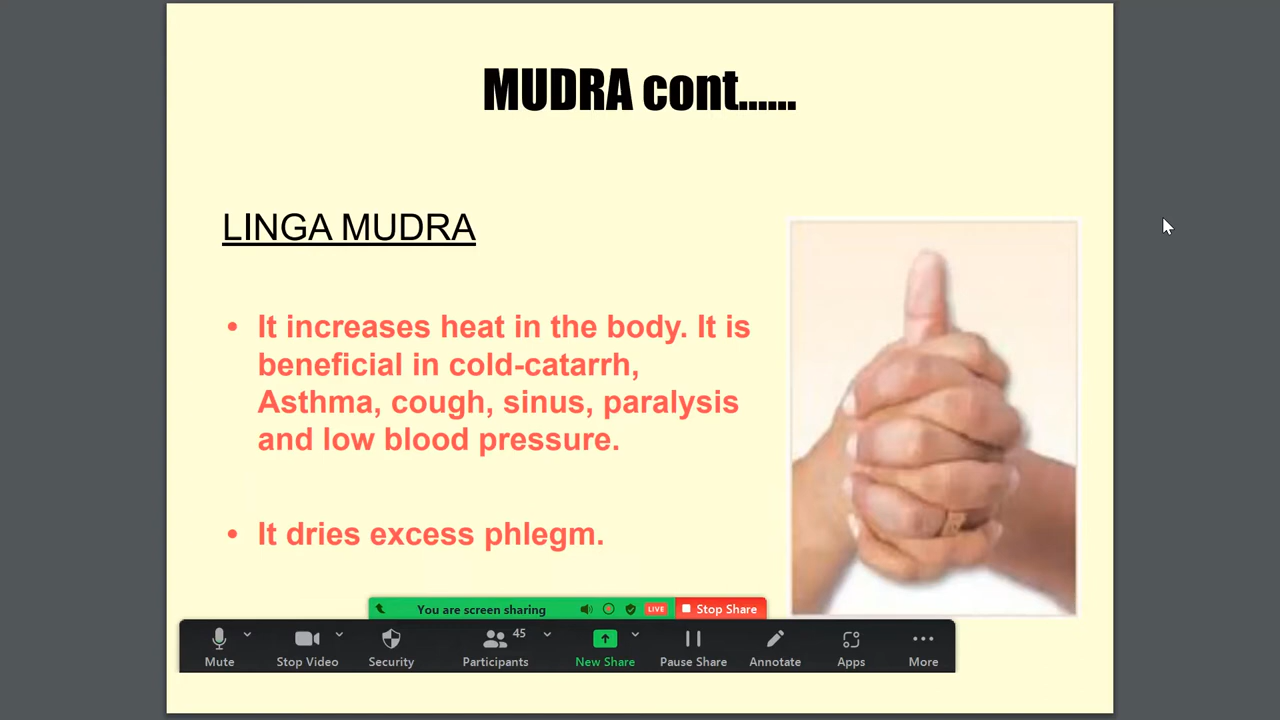 MUDRA cont......
LINGA MUDRA
• It increases heat in the body. It is
beneficial in cold-catarrh,
Asthma, cough, sinus, paralysis
and low blood pressure.
• It dries excess phlegm.
You are screen sharing LIVE Stop Share
45
Mute Stop Video Security Participants New Share Pause Share Annotate Apps More